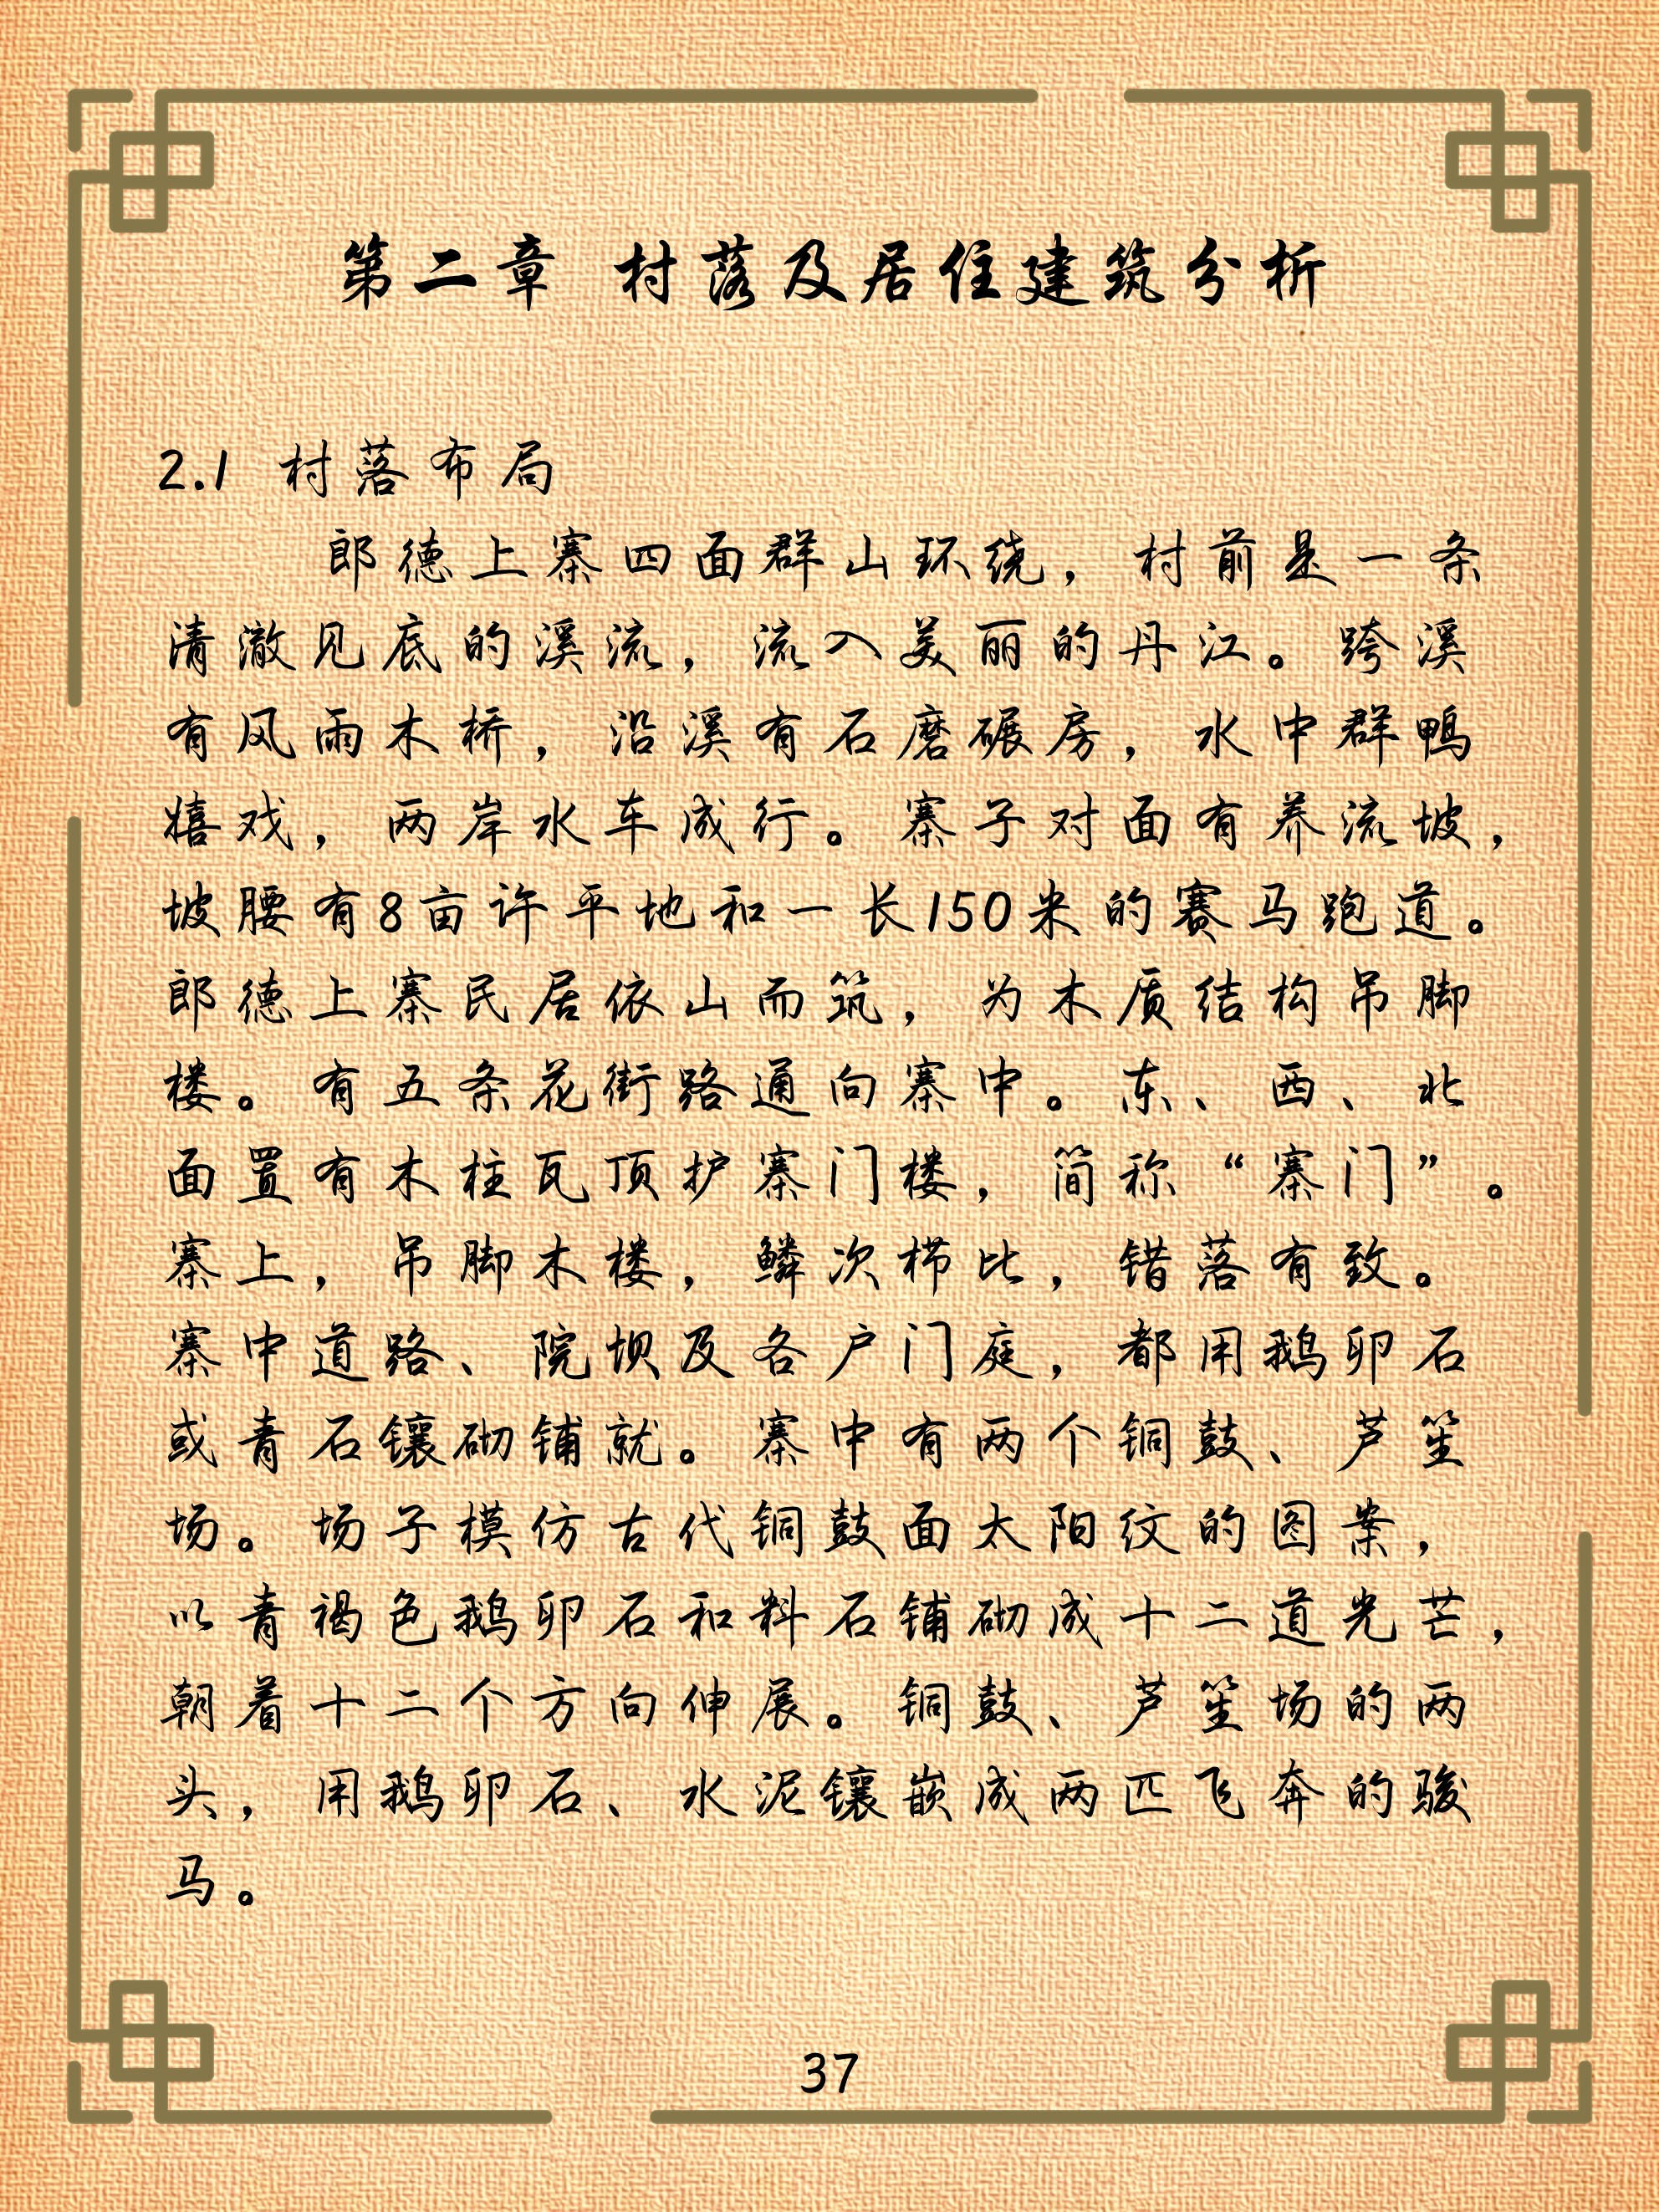 第二章 村落及居住建筑分析
2.1 村落布局
郎德上寨四面群山环绕，村前是一条
清澈见底的溪流，流入美丽的丹江。跨溪
有风雨木桥，沿溪有石磨碾房，水中群鸭
嬉戏，两岸水车成行。寨子对面有养流坡，
坡腰有8亩许平地和一长150米的赛马跑道。
郎德上寨民居依山而筑，为木质结构吊脚
楼。有五条花街路通向寨中。东、西、北
面置有木柱瓦顶护寨门楼，简称“寨门”。
寨上，吊脚木楼，鳞次栉比，错落有致。
寨中道路、院坝及各户门庭，都用鹅卵石
或青石镶砌铺就。寨中有两个铜鼓、芦笙
场。场子模仿古代铜鼓面太阳纹的图案，
以青褐色鹅卵石和料石铺砌成十二道光芒，
朝着十二个方向伸展。铜鼓、芦笙场的两
头，用鹅卵石、水泥镶嵌成两匹飞奔的骏
马。
37